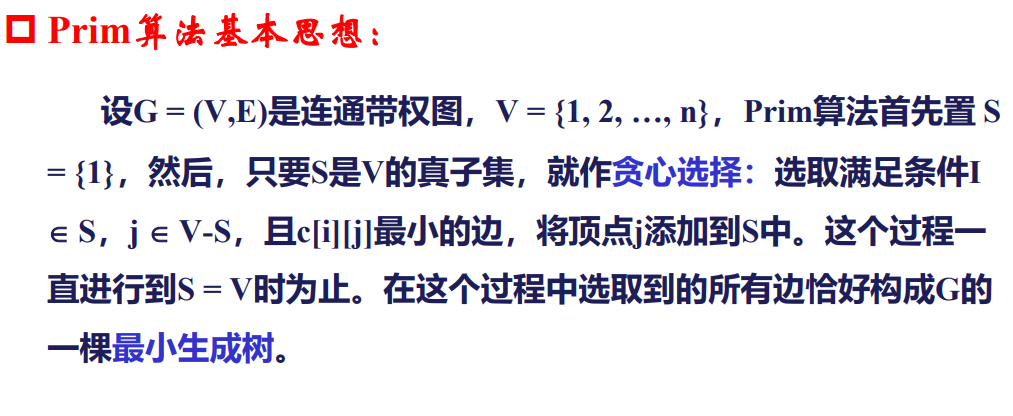 Prim算法基本思想：
设G = (V,E)是连通带权图，V = {1, 2, …, n}，Prim算法首先置 S
= {1}，然后，只要S是V的真子集，就作贪心选择：选取满足条件I
∈ S，j ∈ V-S，且c[i][j]最小的边，将顶点j添加到S中。这个过程一
直进行到S = V时为止。在这个过程中选取到的所有边恰好构成G的
一棵最小生成树。